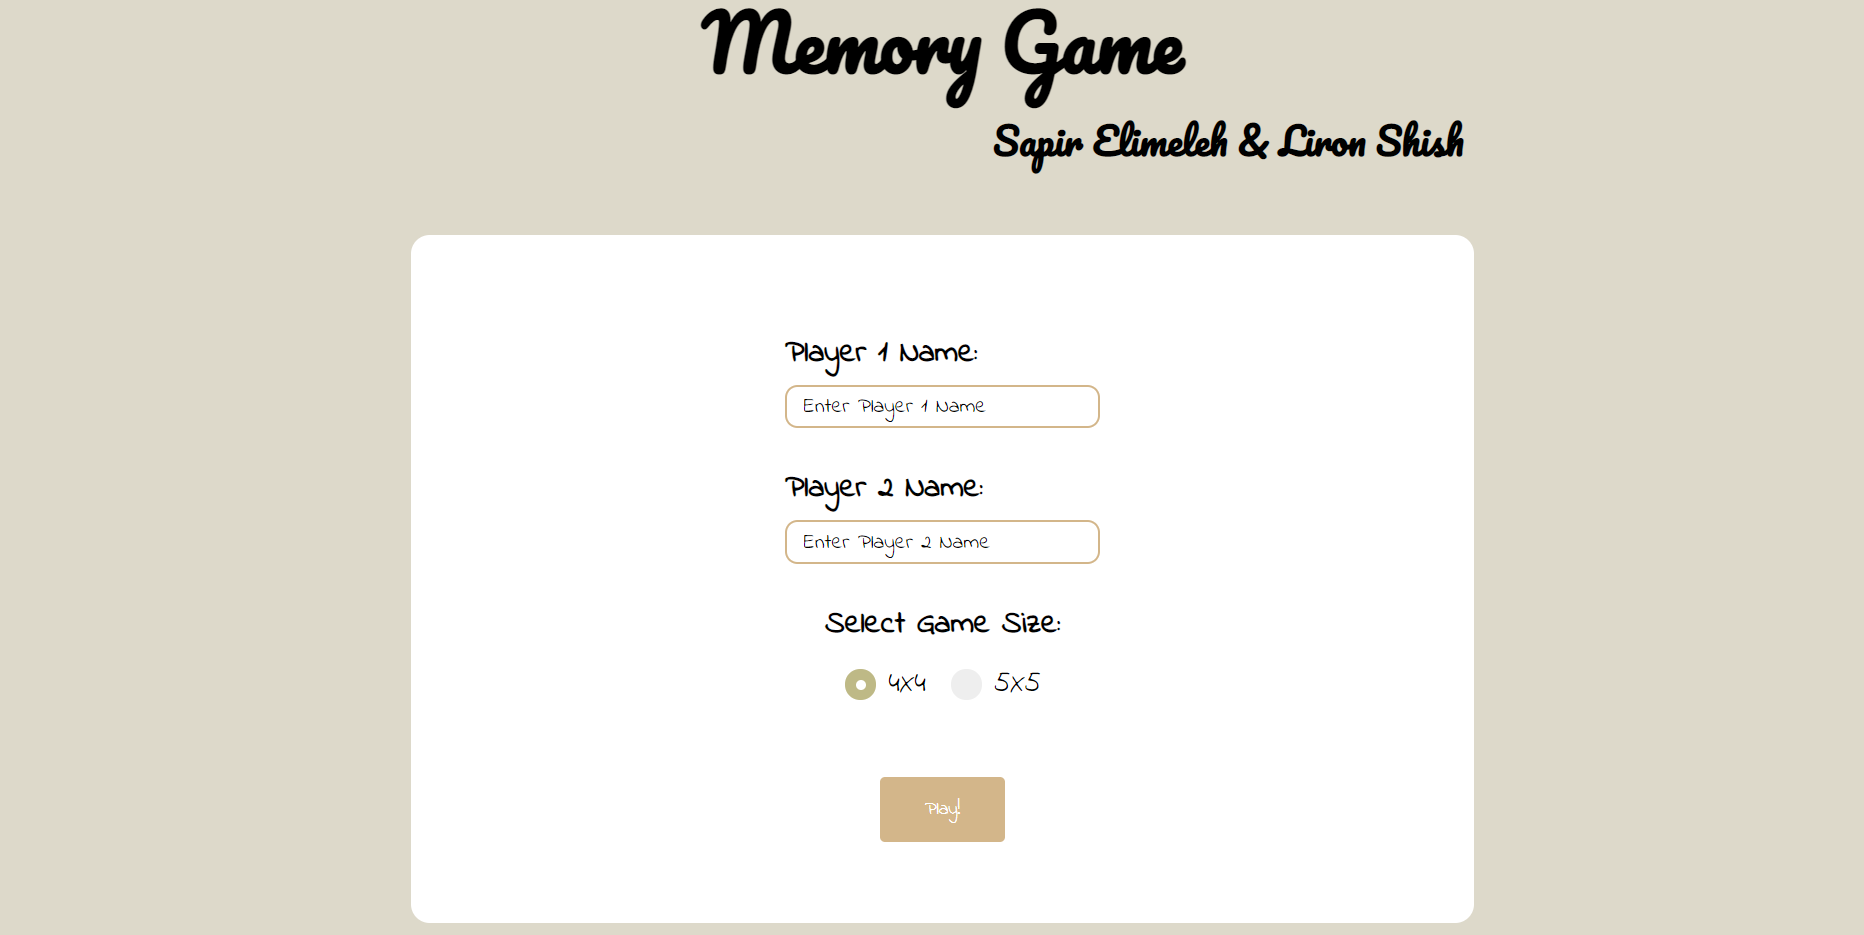 Memory Game
Sapir Elimeleh & Liron Shish
Player 1 Name:
Enter Player 1 Name
Player 2 Name:
Enter Player 2 Name
Select Game Size:
4x4 5x5
Play!